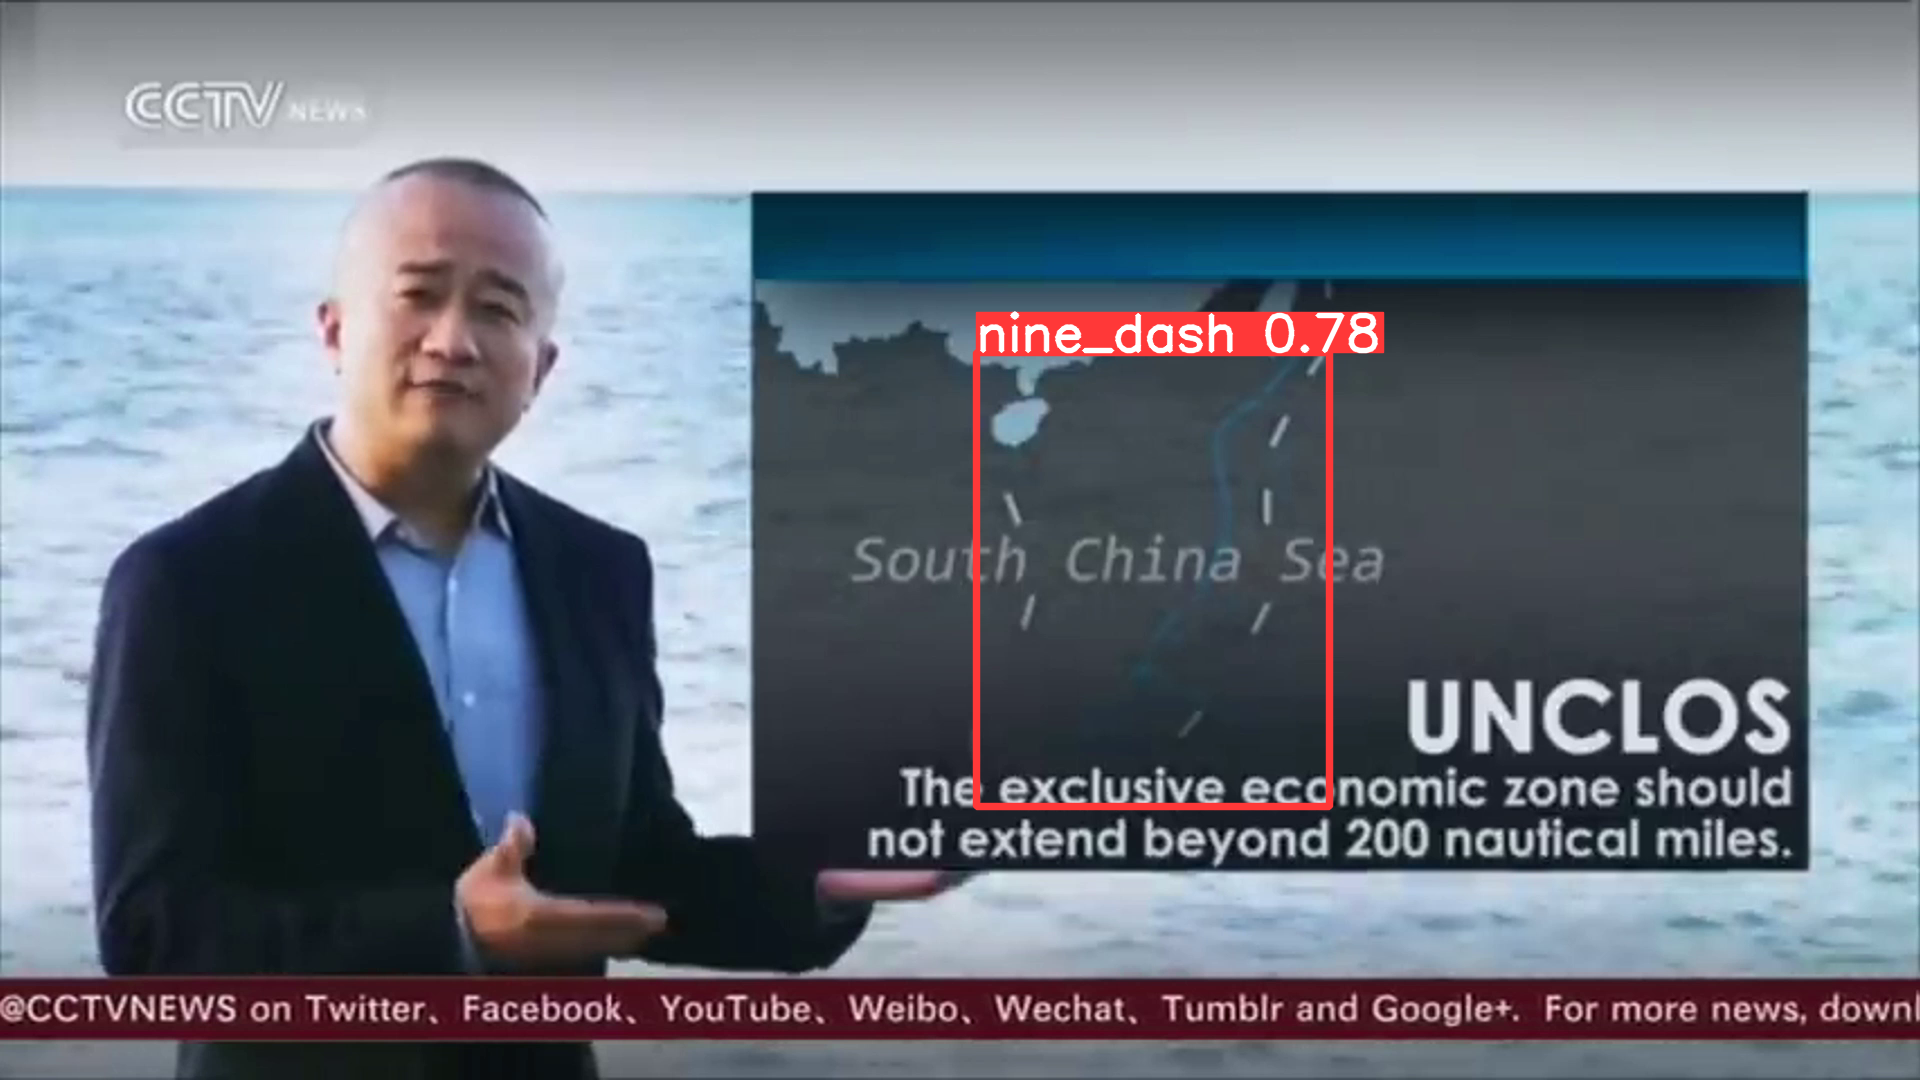 CCTV NEWS
nine_dash 0.78
South China Sea
UNCLOS
The exclusive economic zone should
not extend beyond 200 nautical miles.
@CCTVNEWS on Twitter、Facebook、YouTube、Weibo、Wechat、Tumblr and Google+. For more news, downl